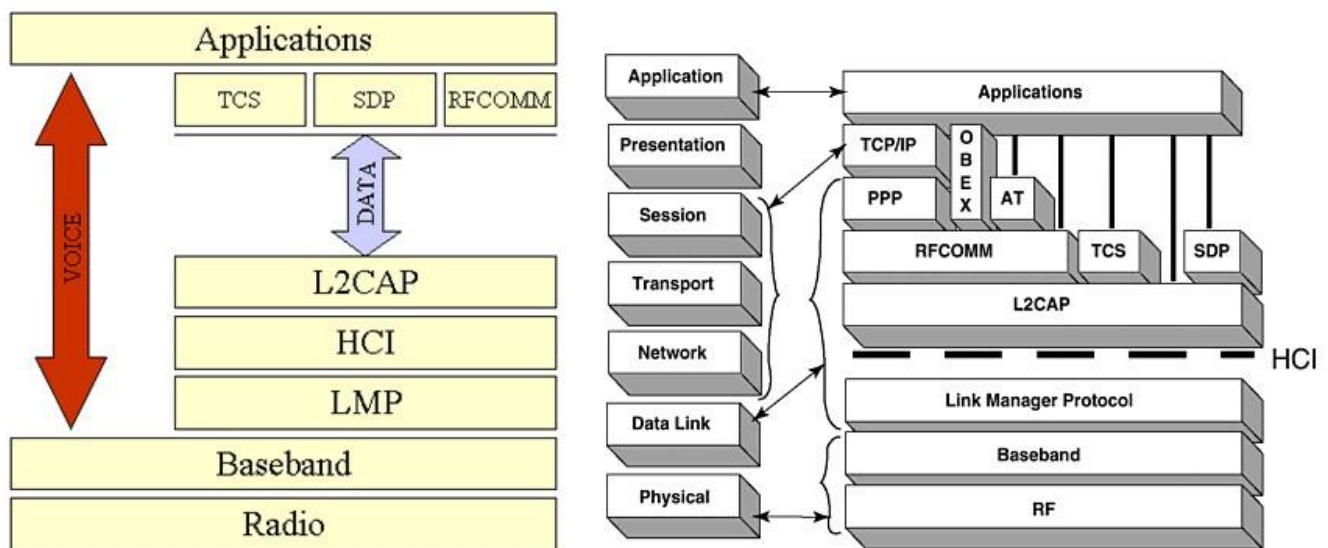 Applications
TCS SDP RFCOMM
VOICE
DATA
L2CAP
HCI
LMP
Baseband
Radio
Application
Presentation
Session
Transport
Network
Data Link
Physical
Applications
TCP/IP
OBEX
PPP
AT
RFCOMM
TCS
SDP
L2CAP
HCI
Link Manager Protocol
Baseband
RF